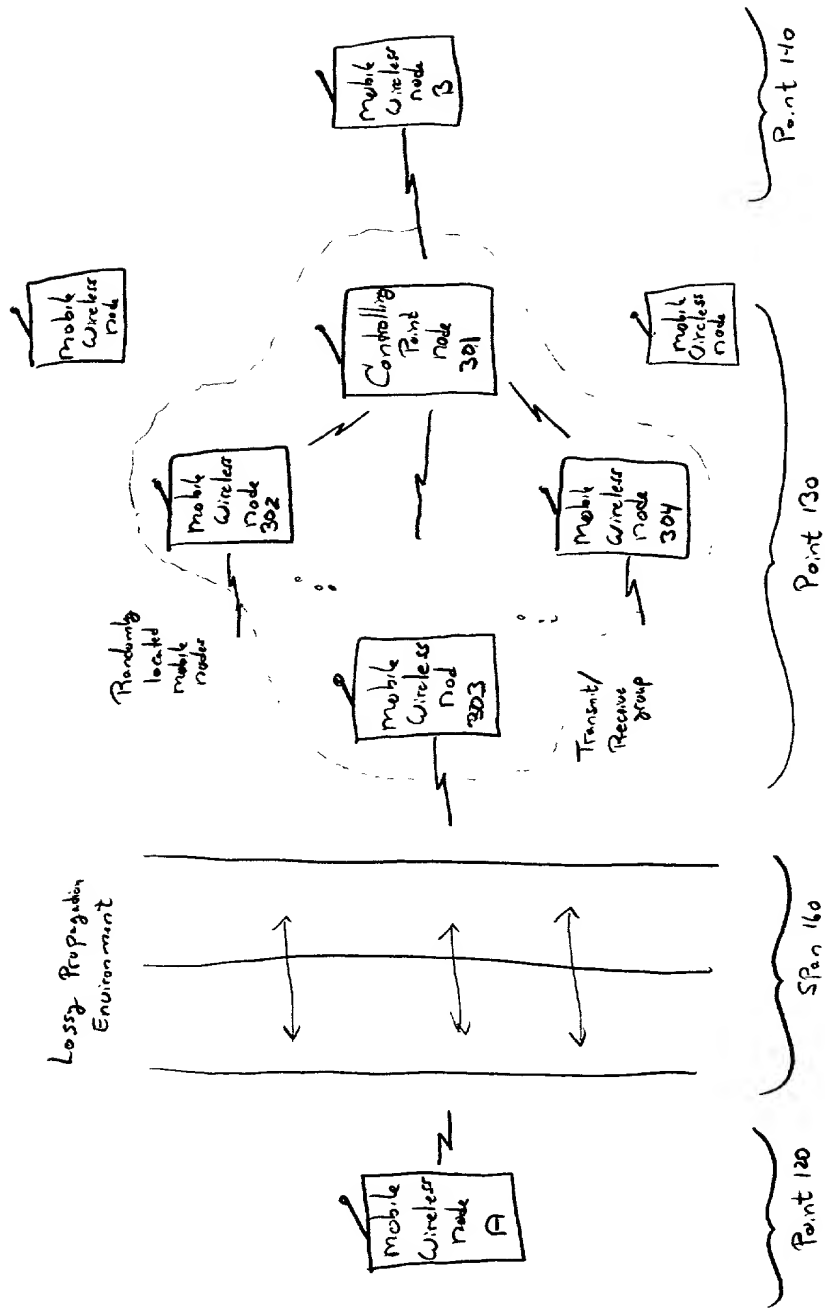 Lossy Propagation
Environment
Randomly
located
mobile
nodes
Transmit/
Receive
group
Mobile
Wireless
node
A
Mobile
Wireless
Nod
303
Mobile
Wireless
node
302
Mobile
Wireless
Node
304
Controlling
Point
node
301
Mobile
Wireless
node
Mobile
Wireless
node
Mobile
Wireless
node
B
Point 120
Span 160
Point 130
Point 140